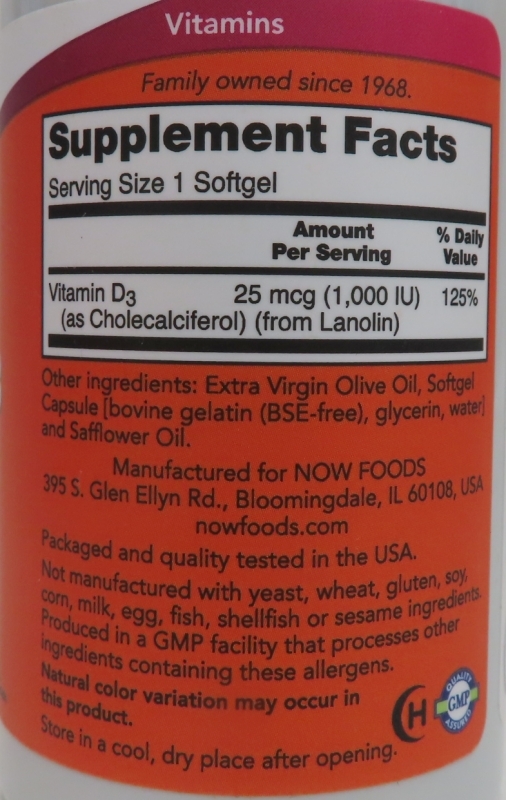 Vitamins
Family owned since 1968.
Supplement Facts
Serving Size 1 Softgel
Amount Per Serving
% Daily Value
Vitamin D3 25 mcg (1,000 IU) 125%
(as Cholecalciferol) (from Lanolin)
Other ingredients: Extra Virgin Olive Oil, Softgel
Capsule [bovine gelatin (BSE-free), glycerin, water]
and Safflower Oil.
Manufactured for NOW FOODS
395 S. Glen Ellyn Rd., Bloomingdale, IL 60108, USA
nowfoods.com
Packaged and quality tested in the USA.
Not manufactured with yeast, wheat, gluten, soy,
corn, milk, egg, fish, shellfish or sesame ingredients.
Produced in a GMP facility that processes other
ingredients containing these allergens.
Natural color variation may occur in
this product.
Store in a cool, dry place after opening.
H
QUALITY
GMP
ASSURED